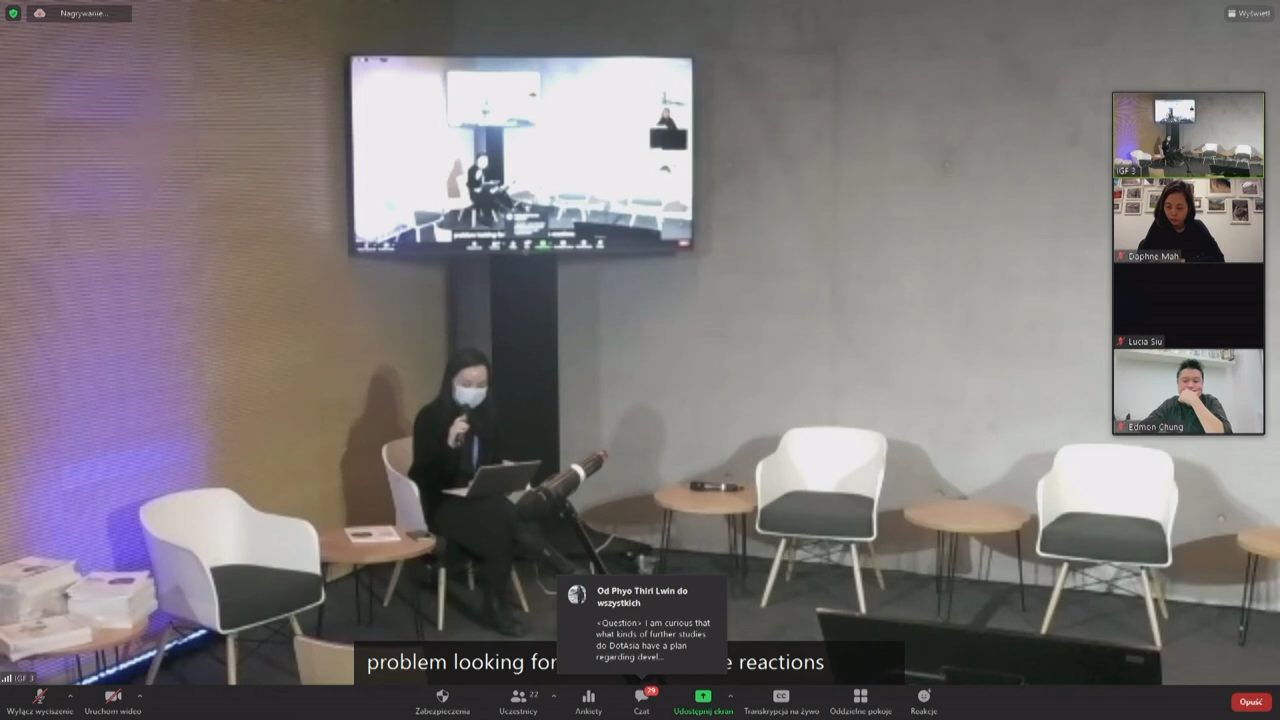 Nagrywanie...
Wyświetl
IGF 3
Daphne Mah
Lucia Siu
Edmon Chung
Od Phyo Thiri Lwin do
wszystkich
<Question> I am curious that
what kinds of further studies
do DotAsia have a plan
regarding devel...
problem looking for
reactions
IGF 3
Wyłącz wyciszenie
Uruchom wideo
Zabezpieczenia
22
Uczestnicy
Ankiety
29
Czat
Udostępnij ekran
CC
Transkrypcja na żywo
Oddzielne pokoje
Reakcje
Opuść